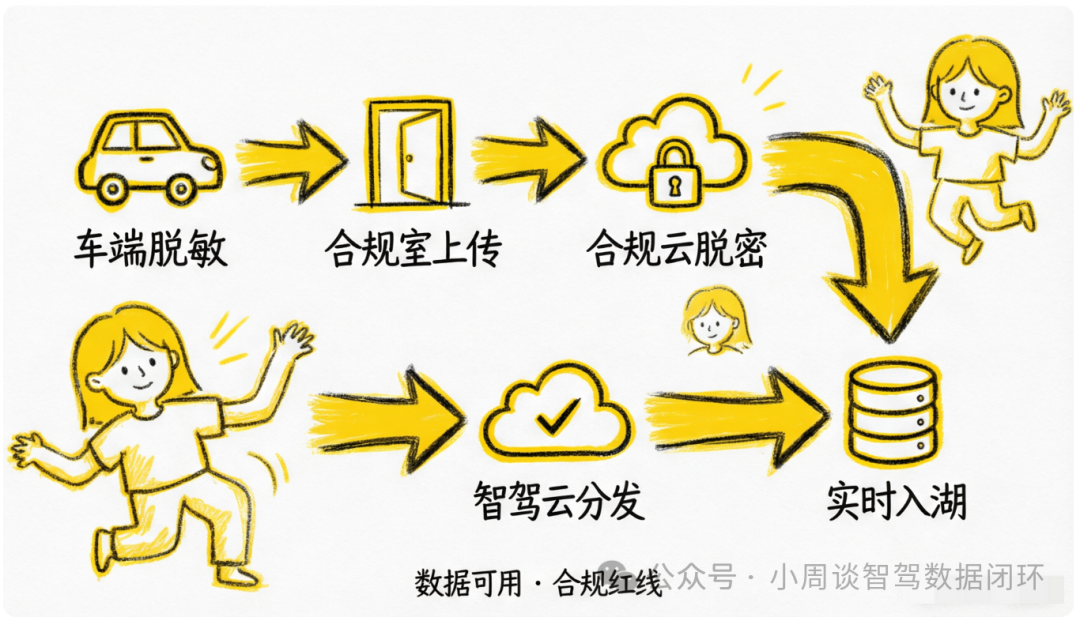 车端脱敏
合规室上传
合规云脱密
智驾云分发
实时入湖
数据可用·合规红线
公众号· 小周谈智驾数据闭环